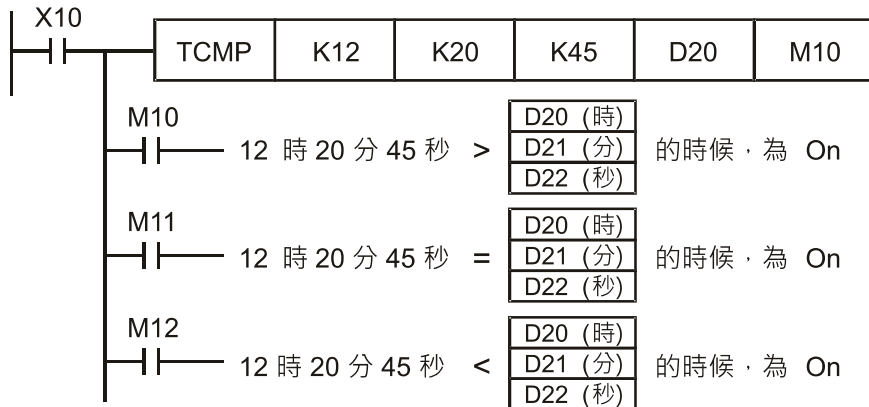 X10
TCMP K12 K20 K45 D20 M10
M10
12 時 20 分 45 秒 > D20 (時) D21 (分) D22 (秒) 的時候，為 On
M11
12 時 20 分 45 秒 = D20 (時) D21 (分) D22 (秒) 的時候，為 On
M12
12 時 20 分 45 秒 < D20 (時) D21 (分) D22 (秒) 的時候，為 On